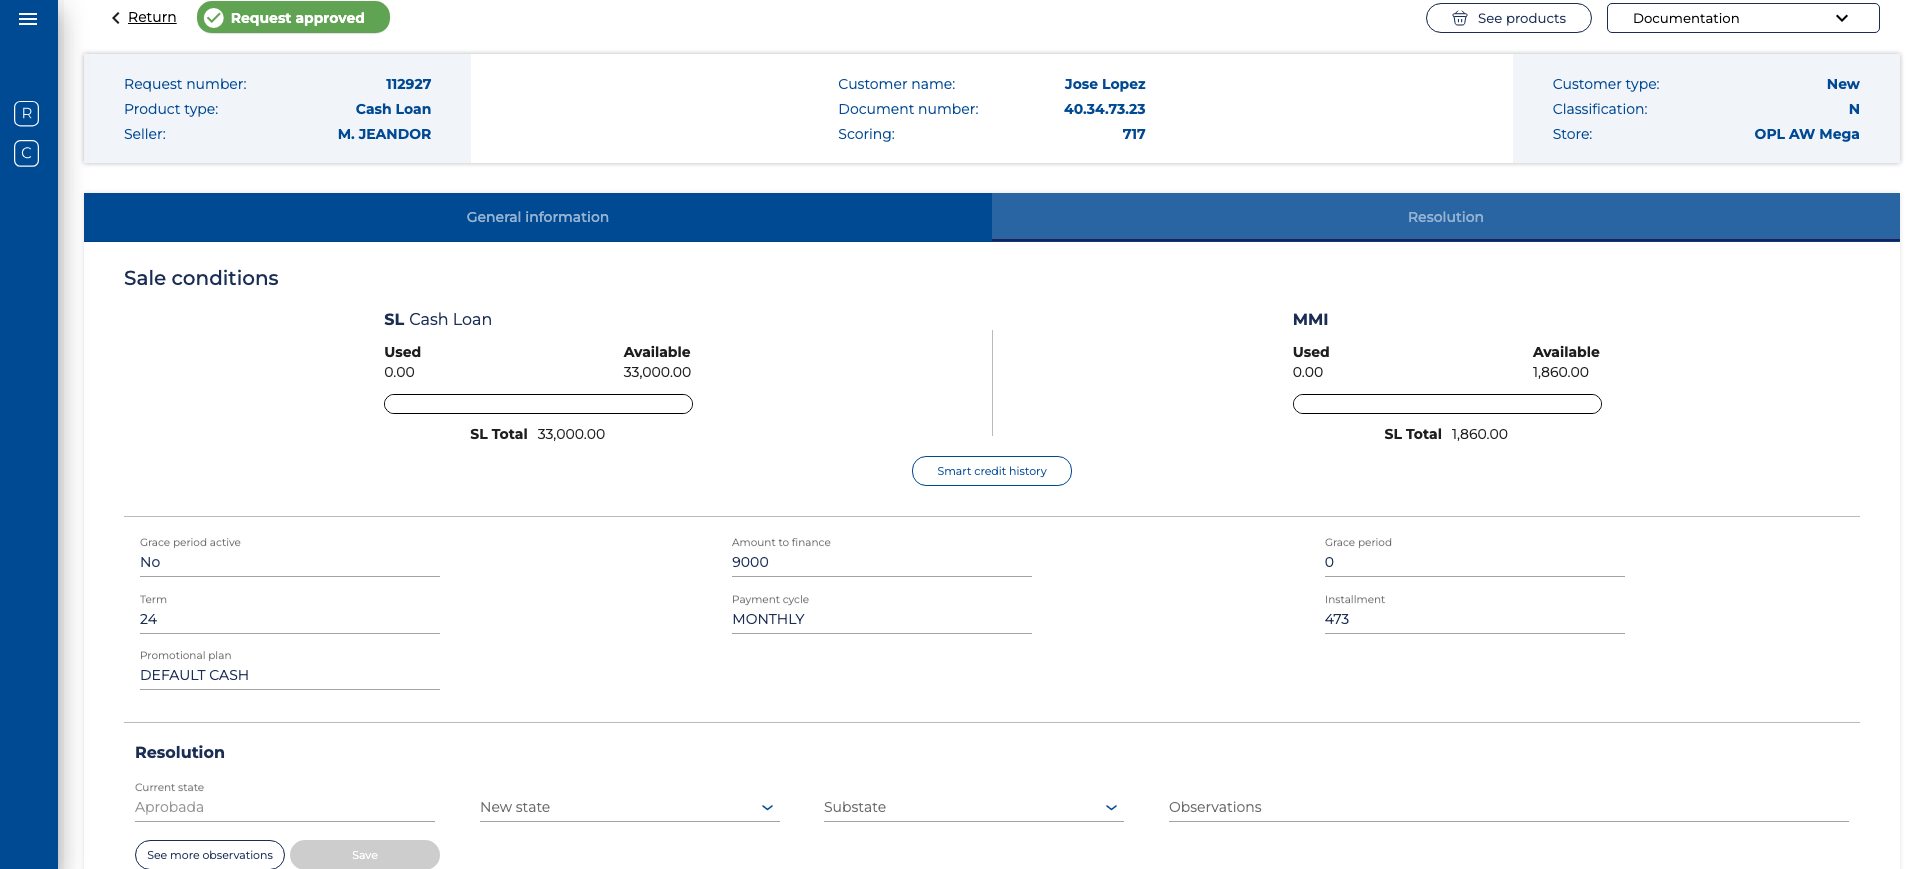 Return
Request approved
See products
Documentation
R
C
Request number: 112927
Product type: Cash Loan
Seller: M. JEANDOR
Customer name: Jose Lopez
Document number: 40.34.73.23
Scoring: 717
Customer type: New
Classification: N
Store: OPL AW Mega
General information
Resolution
Sale conditions
SL Cash Loan
Used Available
0.00 33,000.00
SL Total 33,000.00
MMI
Used Available
0.00 1,860.00
SL Total 1,860.00
Smart credit history
Grace period active
No
Amount to finance
9000
Grace period
0
Term
24
Payment cycle
MONTHLY
Installment
473
Promotional plan
DEFAULT CASH
Resolution
Current state
Aprobada
New state
Substate
Observations
See more observations
Save